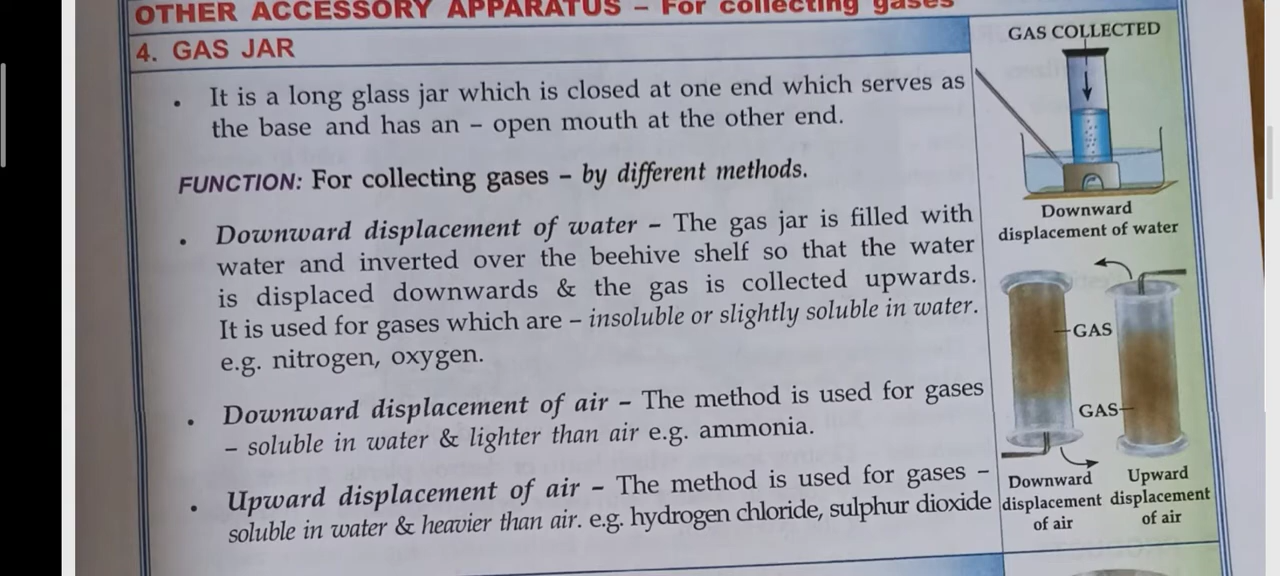 OTHER ACCESSORY APPARATUS – For collecting gases
4. GAS JAR
• It is a long glass jar which is closed at one end which serves as
the base and has an – open mouth at the other end.
FUNCTION: For collecting gases – by different methods.
• Downward displacement of water – The gas jar is filled with
water and inverted over the beehive shelf so that the water
is displaced downwards & the gas is collected upwards.
It is used for gases which are – insoluble or slightly soluble in water.
e.g. nitrogen, oxygen.
• Downward displacement of air – The method is used for gases
– soluble in water & lighter than air e.g. ammonia.
• Upward displacement of air – The method is used for gases –
soluble in water & heavier than air. e.g. hydrogen chloride, sulphur dioxide
GAS COLLECTED
Downward
displacement of water
GAS
GAS
Downward
displacement
of air
Upward
displacement
of air